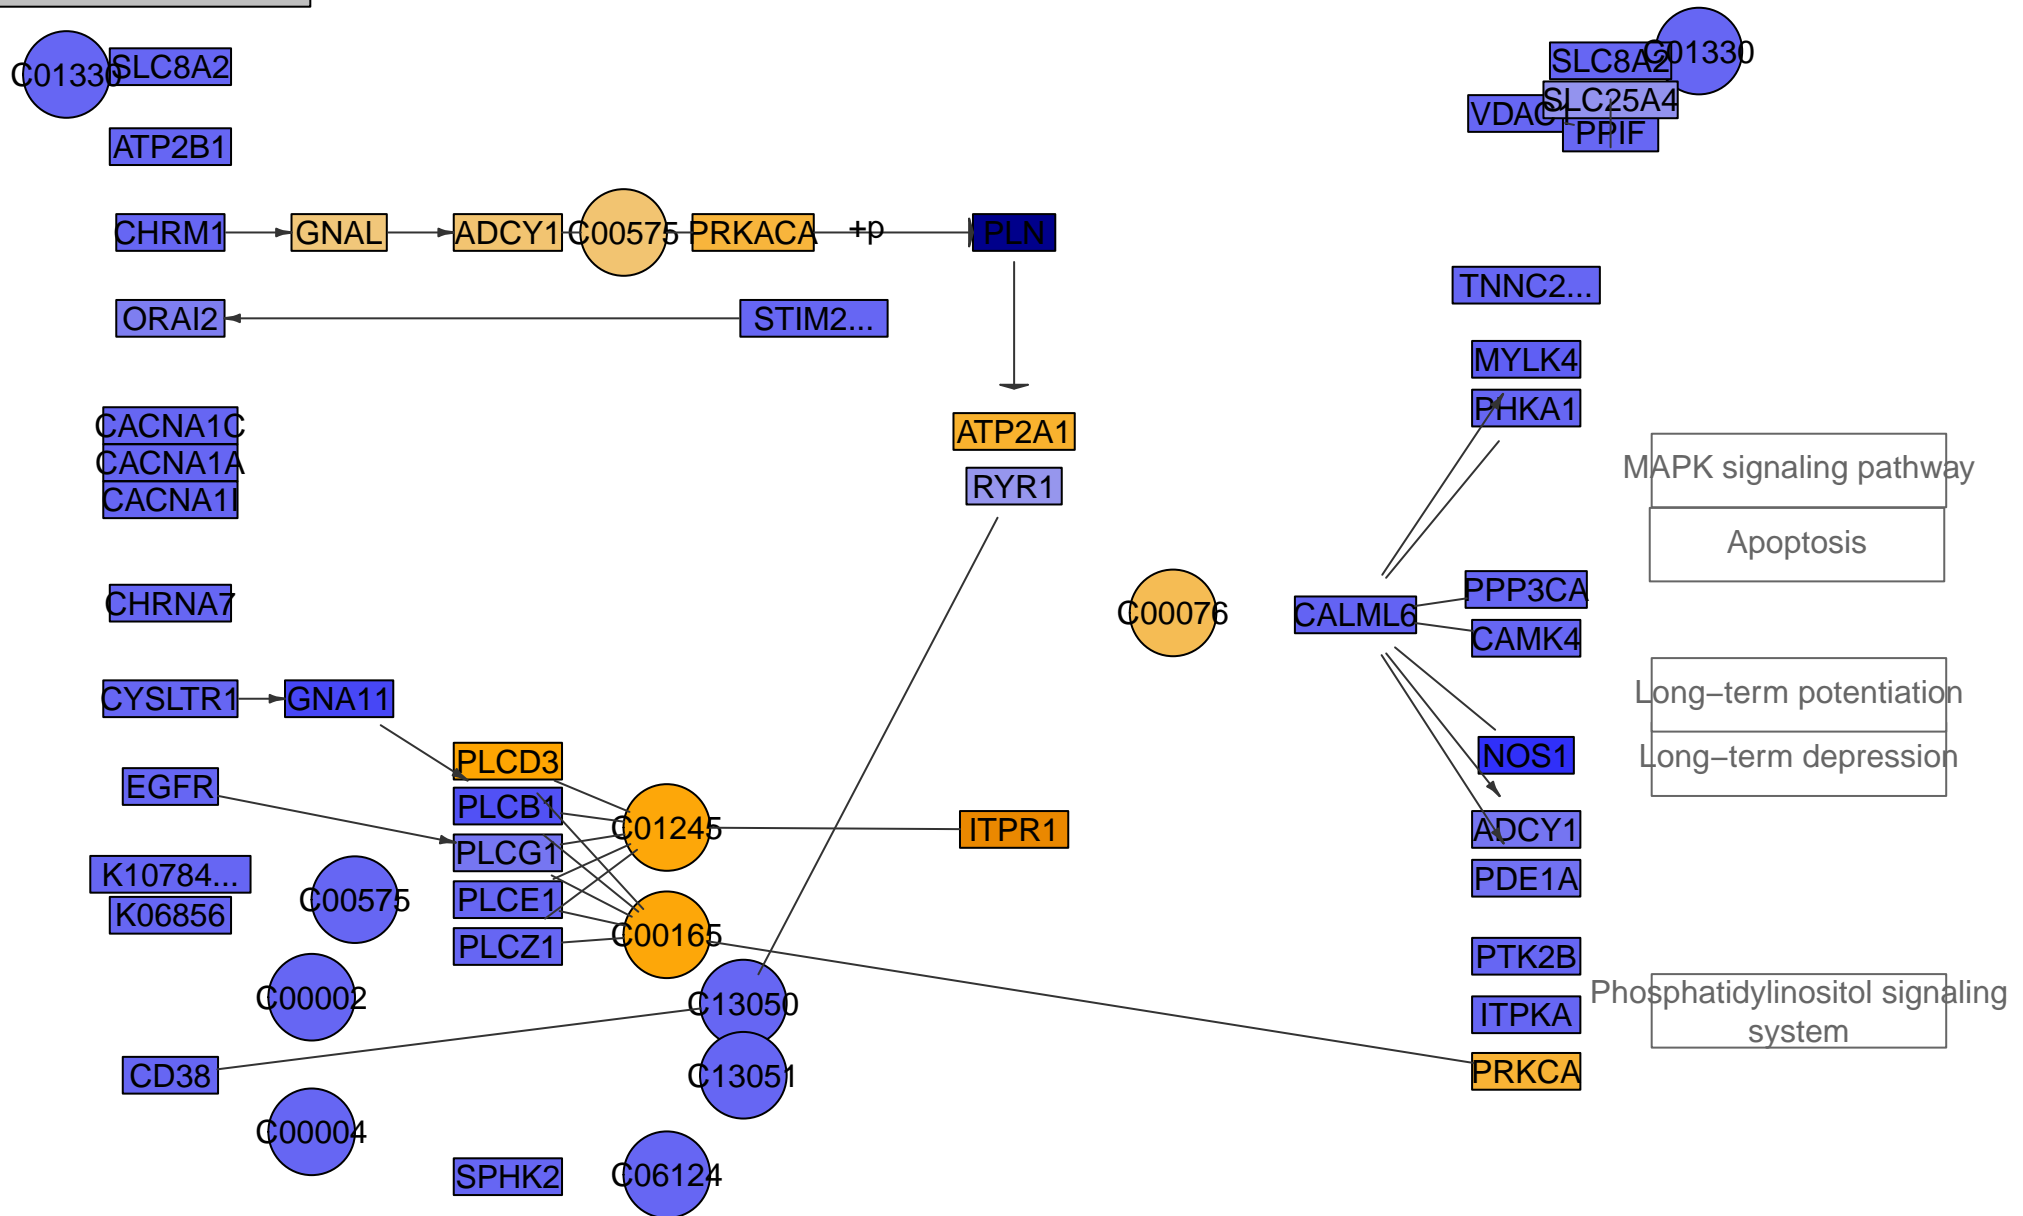 C01330
SLC8A2
SLC8A2
C01330
SLC25A4
VDAC1
PPIF
ATP2B1
CHRM1
GNAL
ADCY1
C00575
PRKACA
+p
PLN
TNNC2...
ORAI2
STIM2...
MYLK4
PHKA1
CACNA1C
CACNA1A
CACNA1I
ATP2A1
RYR1
MAPK signaling pathway
Apoptosis
CHRNA7
C00076
CALML6
PPP3CA
CAMK4
CYSLTR1
GNA11
Long−term potentiation
NOS1
Long−term depression
PLCD3
EGFR
PLCB1
C01245
ITPR1
ADCY1
PLCG1
K10784...
PDE1A
K06856
C00575
PLCE1
C00165
PLCZ1
PTK2B
C00002
C13050
Phosphatidylinositol signaling
system
ITPKA
CD38
C13051
PRKCA
C00004
SPHK2
C06124